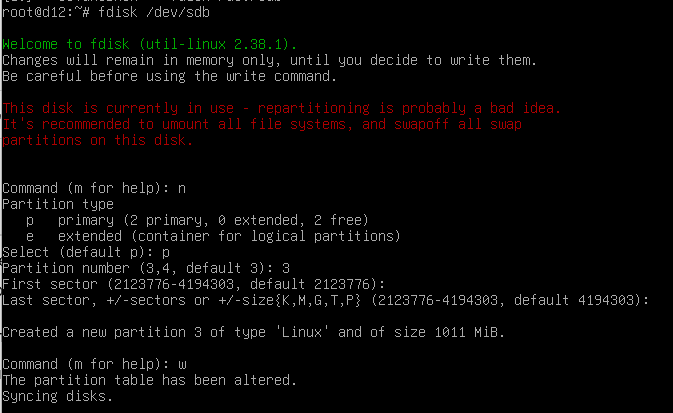 root@d12:~# fdisk /dev/sdb
Welcome to fdisk (util-linux 2.38.1).
Changes will remain in memory only, until you decide to write them.
Be careful before using the write command.
This disk is currently in use - repartitioning is probably a bad idea.
It's recommended to umount all file systems, and swapoff all swap
partitions on this disk.
Command (m for help): n
Partition type
   p   primary (2 primary, 0 extended, 2 free)
   e   extended (container for logical partitions)
Select (default p): p
Partition number (3,4, default 3): 3
First sector (2123776-4194303, default 2123776):
Last sector, +/-sectors or +/-size{K,M,G,T,P} (2123776-4194303, default 4194303):
Created a new partition 3 of type 'Linux' and of size 1011 MiB.
Command (m for help): w
The partition table has been altered.
Syncing disks.